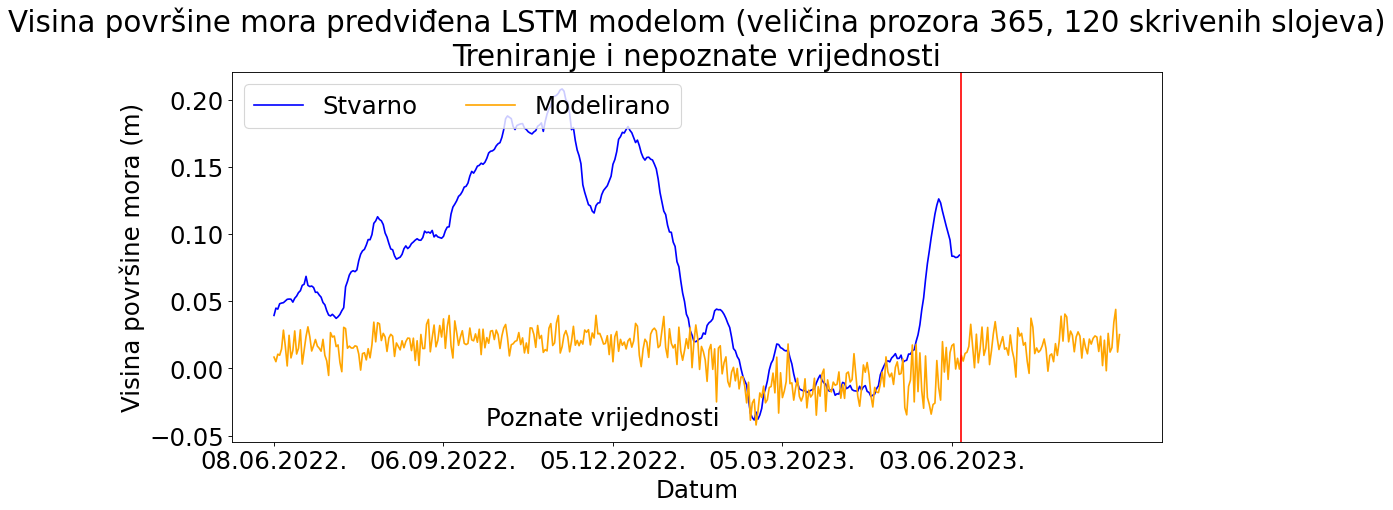 Visina površine mora predviđena LSTM modelom (veličina prozora 365, 120 skrivenih slojeva)
Treniranje i nepoznate vrijednosti
Stvarno
Modelirano
Visina površine mora (m)
0.20
0.15
0.10
0.05
0.00
−0.05
Poznate vrijednosti
08.06.2022.
06.09.2022.
05.12.2022.
05.03.2023.
03.06.2023.
Datum